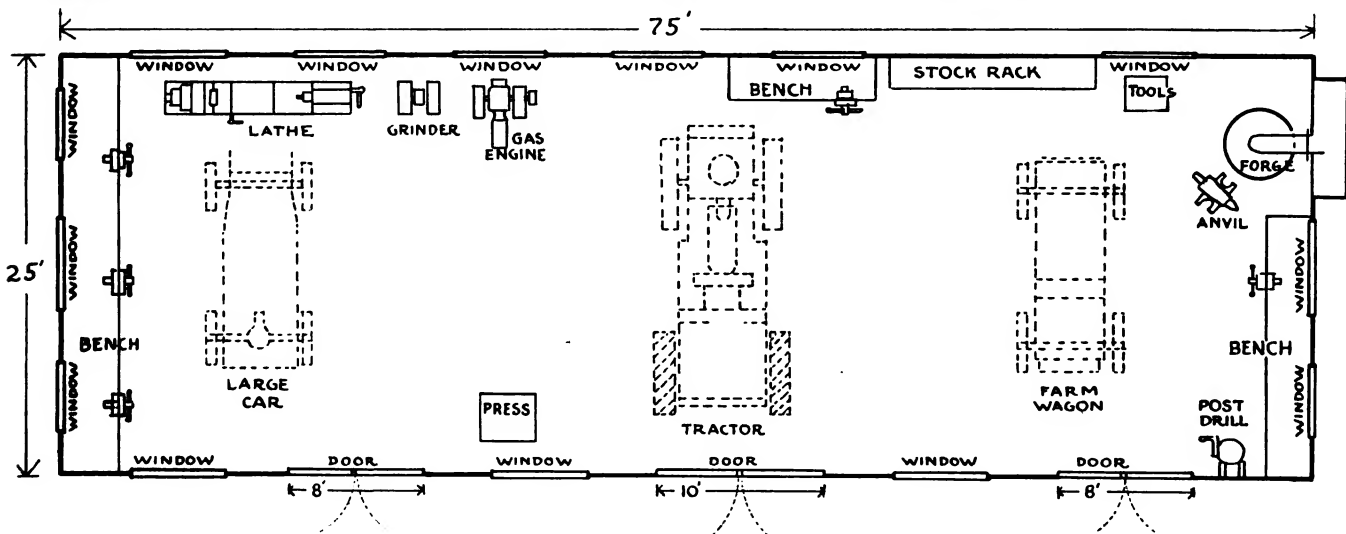 75'
WINDOW
WINDOW
WINDOW
WINDOW
WINDOW
WINDOW
BENCH
STOCK RACK
TOOLS
LATHE
GRINDER
GAS
ENGINE
FORGE
ANVIL
WINDOW
WINDOW
WINDOW
25'
BENCH
LARGE
CAR
PRESS
TRACTOR
FARM
WAGON
WINDOW
WINDOW
BENCH
POST
DRILL
WINDOW
DOOR
WINDOW
DOOR
WINDOW
DOOR
8'
10'
8'